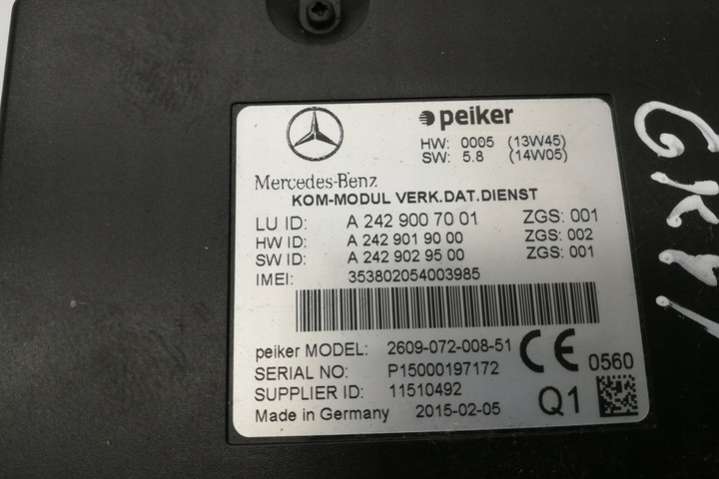 peiker
HW: 0005 (13W45)
SW: 5.8 (14W05)
Mercedes-Benz
KOM-MODUL VERK.DAT.DIENST
LU ID: A 242 900 70 01 ZGS: 001
HW ID: A 242 901 90 00 ZGS: 002
SW ID: A 242 902 95 00 ZGS: 001
IMEI: 353802054003985
peiker MODEL: 2609-072-008-51
SERIAL NO: P15000197172
SUPPLIER ID: 11510492
Made in Germany 2015-02-05
CE 0560
Q1